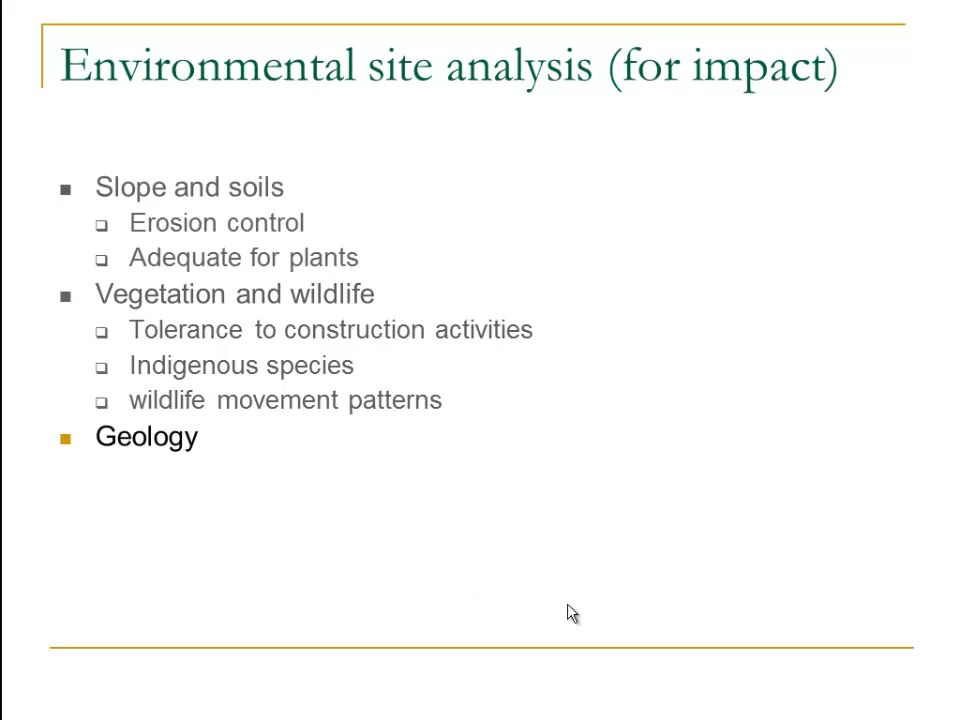 Environmental site analysis (for impact)
Slope and soils
Erosion control
Adequate for plants
Vegetation and wildlife
Tolerance to construction activities
Indigenous species
wildlife movement patterns
Geology